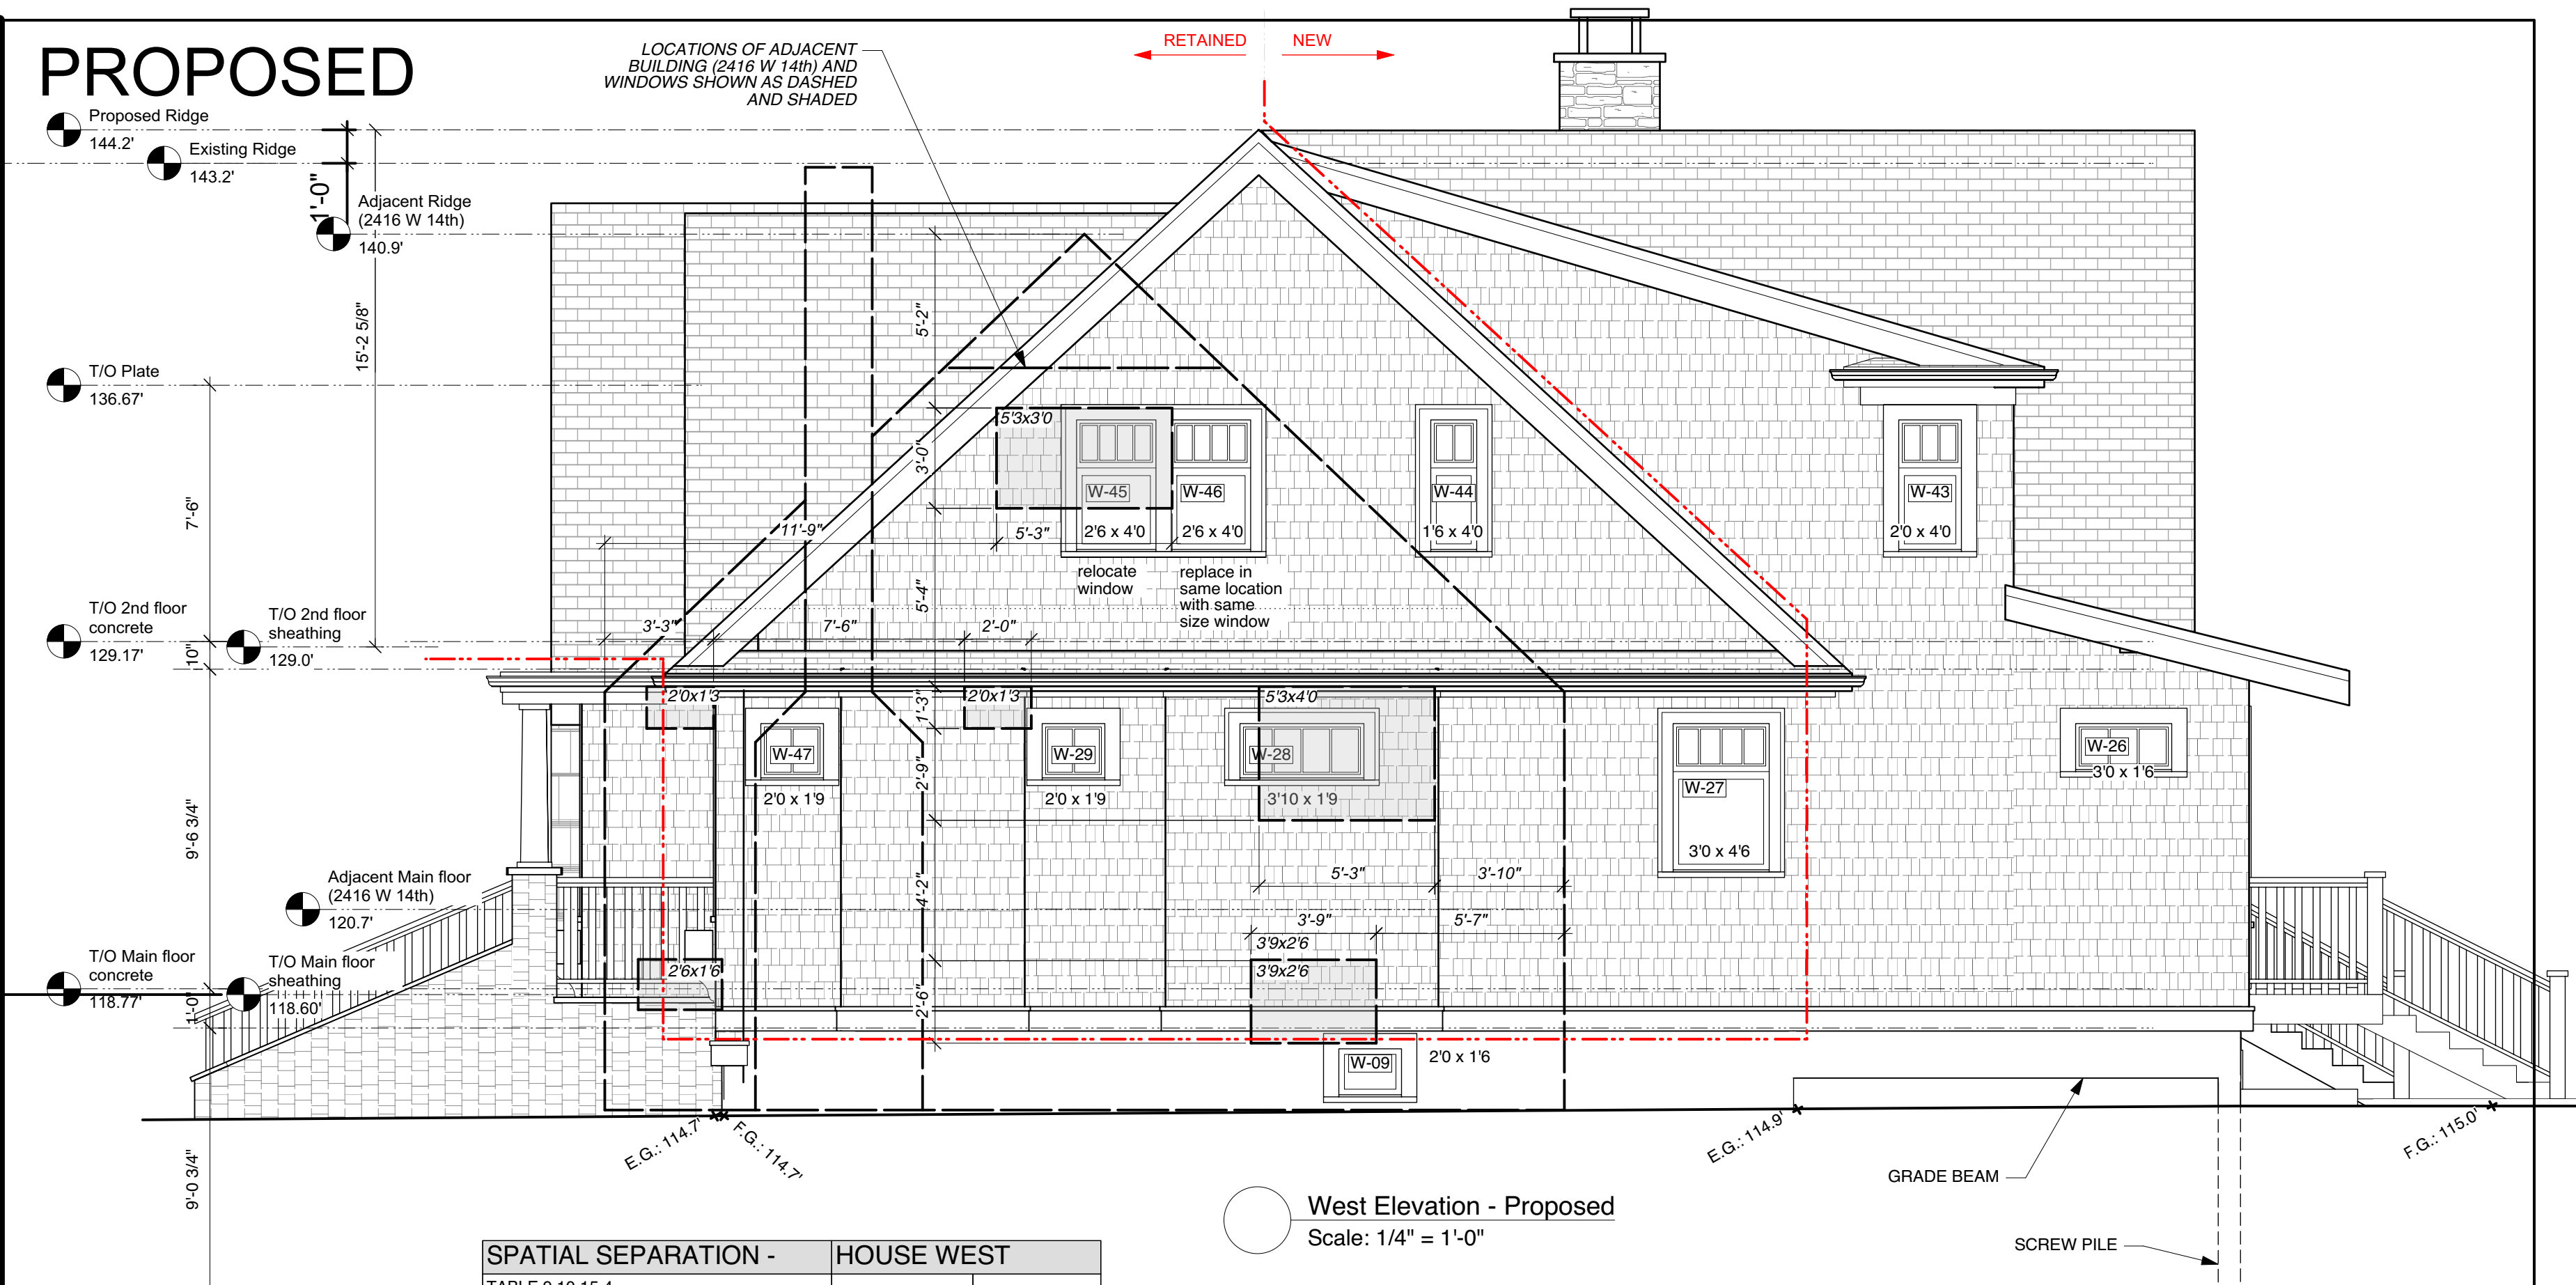 PROPOSED
LOCATIONS OF ADJACENT
BUILDING (2416 W 14th) AND
WINDOWS SHOWN AS DASHED
AND SHADED
RETAINED
NEW
Proposed Ridge
144.2'
Existing Ridge
143.2'
1'-0"
Adjacent Ridge
(2416 W 14th)
140.9'
15'-2 5/8"
5'-2"
T/O Plate
136.67'
7'-6"
5'3x3'0
3'-0"
W-45
2'6 x 4'0
W-46
2'6 x 4'0
W-44
1'6 x 4'0
W-43
2'0 x 4'0
11'-9"
5'-3"
relocate
window
replace in
same location
with same
size window
5'-4"
T/O 2nd floor
concrete
129.17'
T/O 2nd floor
sheathing
129.0'
10"
3'-3"
7'-6"
2'-0"
2'0x1'3
2'0x1'3
1'-3"
5'3x4'0
W-47
2'0 x 1'9
W-29
2'0 x 1'9
W-28
3'10 x 1'9
W-27
3'0 x 4'6
W-26
3'0 x 1'6
2'-9"
9'-6 3/4"
4'-2"
5'-3"
3'-10"
3'-9"
5'-7"
Adjacent Main floor
(2416 W 14th)
120.7'
3'9x2'6
3'9x2'6
2'6x1'6
2'-6"
T/O Main floor
concrete
118.77'
T/O Main floor
sheathing
118.60'
1'-0"
W-09
2'0 x 1'6
E.G.: 114.7'
F.G.: 114.7'
E.G.: 114.9'
F.G.: 115.0'
9'-0 3/4"
GRADE BEAM
West Elevation - Proposed
Scale: 1/4" = 1'-0"
SCREW PILE
SPATIAL SEPARATION -
HOUSE WEST